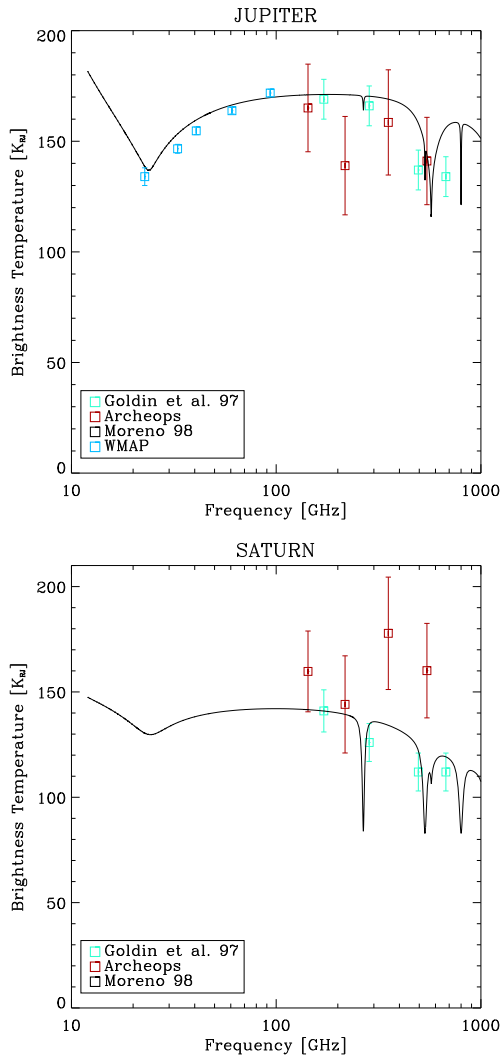 JUPITER
Brightness Temperature [K
200
150
100
50
0
Goldin et al. 97
Archeops
Moreno 98
WMAP
10
100
1000
Frequency [GHz]
SATURN
Brightness Temperature [K
200
150
100
50
0
Goldin et al. 97
Archeops
Moreno 98
10
100
1000
Frequency [GHz]